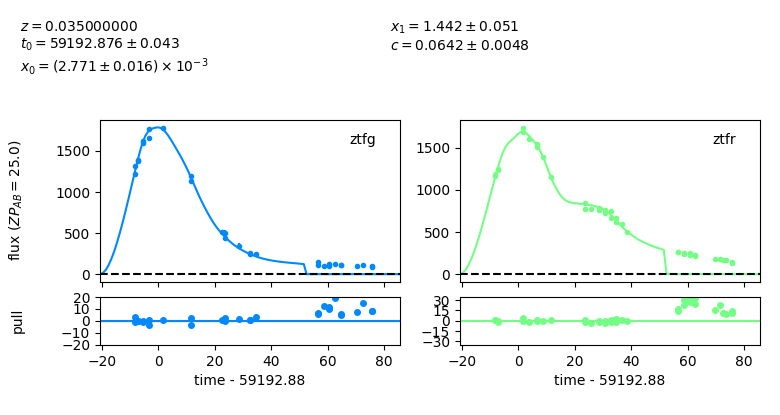 z = 0.035000000
t₀ = 59192.876 ± 0.043
x₀ = (2.771 ± 0.016) × 10⁻³
x₁ = 1.442 ± 0.051
c = 0.0642 ± 0.0048
flux (ZP_AB = 25.0)
1500
1000
500
0
ztfg
1500
1000
500
0
ztfr
pull
20
10
0
−10
−20
−20 0 20 40 60 80
time - 59192.88
30
15
0
−15
−30
−20 0 20 40 60 80
time - 59192.88